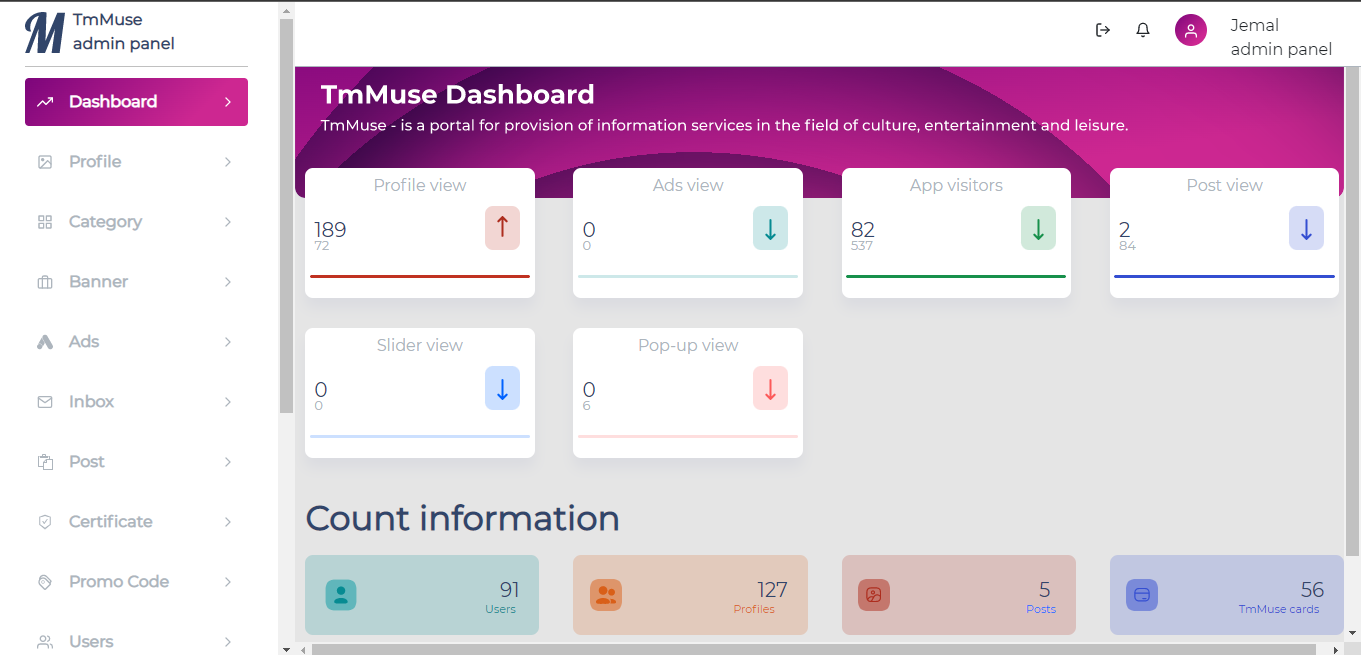 M TmMuse
admin panel
Jemal
admin panel
Dashboard
Profile
Category
Banner
Ads
Inbox
Post
Certificate
Promo Code
Users
TmMuse Dashboard
TmMuse - is a portal for provision of information services in the field of culture, entertainment and leisure.
Profile view
189
72
Ads view
0
0
App visitors
82
537
Post view
2
84
Slider view
0
0
Pop-up view
0
6
Count information
91
Users
127
Profiles
5
Posts
56
TmMuse cards